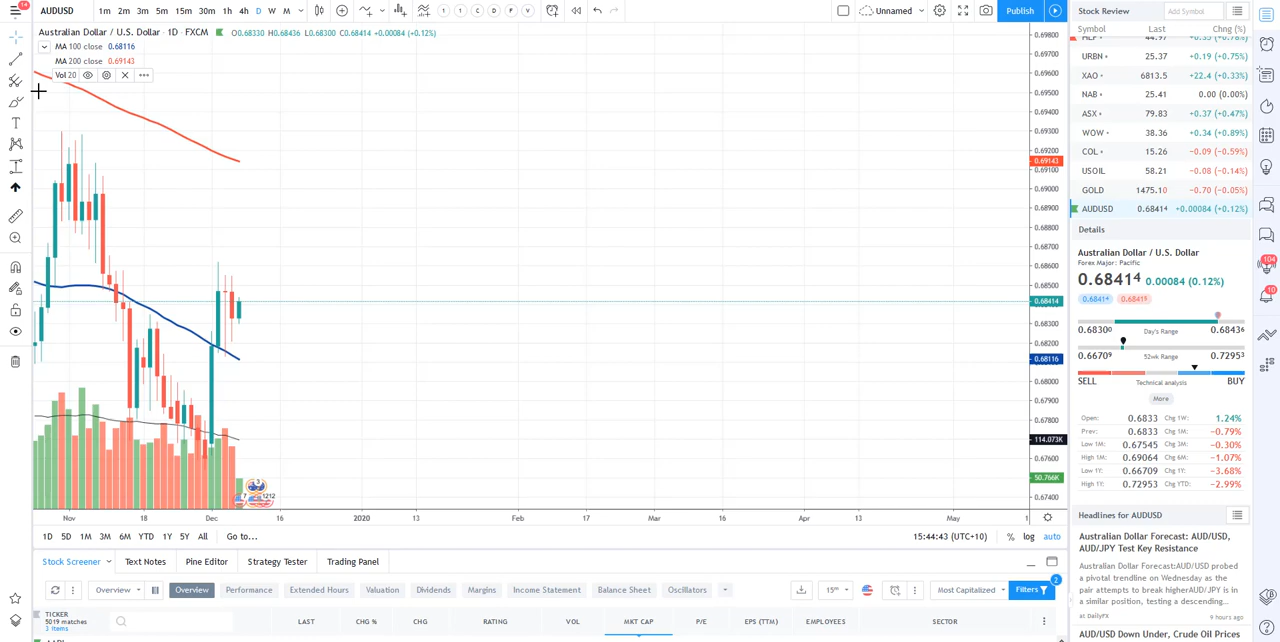 14
AUDUSD 1m 2m 3m 5m 15m 30m 1h 4h D W M 1 1 C D F V Unnamed Publish
Australian Dollar / U.S. Dollar · 1D · FXCM O0.68330 H0.68436 L0.68300 C0.68414 +0.00084 (+0.12%)
MA 100 close 0.68116
MA 200 close 0.69143
Vol 20
0.69800
0.69700
0.69600
0.69500
0.69400
0.69300
0.69200
0.69143
0.69100
0.69000
0.68900
0.68800
0.68700
0.68600
0.68500
0.68414
0.68300
0.68200
0.68116
0.68000
0.67900
0.67800
114.073K
0.67600
50.766K
0.67400
Nov 18 Dec 16 2020 13 Feb 17 Mar 16 Apr 13 May 1
1D 5D 1M 3M 6M YTD 1Y 5Y All Go to... 15:44:43 (UTC+10) % log auto
Stock Screener Text Notes Pine Editor Strategy Tester Trading Panel
Overview Overview Performance Extended Hours Valuation Dividends Margins Income Statement Balance Sheet Oscillators 15m Most Capitalized Filters 2
TICKER
5019 matches
3 items
LAST CHG % CHG RATING VOL MKT CAP P/E EPS (TTM) EMPLOYEES SECTOR
Stock Review Add Symbol
Symbol Last Chng (%)
URBN 25.37 +0.19 (+0.75%)
XAO 6813.5 +22.4 (+0.33%)
NAB 25.41 0.00 (0.00%)
ASX 79.83 +0.37 (+0.47%)
WOW 38.36 +0.34 (+0.89%)
COL 15.26 −0.09 (−0.59%)
USOIL 58.21 −0.08 (−0.14%)
GOLD 1475.10 −0.70 (−0.05%)
AUDUSD 0.68414 +0.00084 (+0.12%)
Details
Australian Dollar / U.S. Dollar
Forex Major: Pacific
0.68414 0.00084 (0.12%)
0.68414 0.68415
0.68300 Day's Range 0.68436
0.66709 52wk Range 0.72953
SELL Technical analysis BUY
More
Open: 0.6833 Chg 1W: 1.24%
Prev: 0.6833 Chg 1M: −0.79%
Low 1M: 0.67545 Chg 3M: −0.30%
High 1M: 0.69064 Chg 6M: −1.07%
Low 1Y: 0.66709 Chg 1Y: −3.68%
High 1Y: 0.72953 Chg YTD: −2.99%
Headlines for AUDUSD
Australian Dollar Forecast: AUD/USD,
AUD/JPY Test Key Resistance
Australian Dollar Forecast:AUD/USD probed
a pivotal trendline on Wednesday as the
pair attempts to break higherAUD/JPY is in
a similar position, testing a descending...
at DailyFX 9 hours ago
AUD/USD Down Under, Crude Oil Prices
104
10